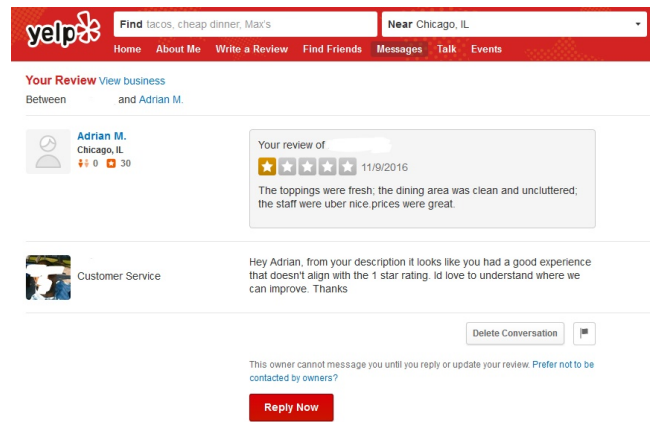 yelp
Find tacos, cheap dinner, Max's
Near Chicago, IL
Home About Me Write a Review Find Friends Messages Talk Events
Your Review View business
Between and Adrian M.
Adrian M.
Chicago, IL
0 30
Your review of
11/9/2016
The toppings were fresh; the dining area was clean and uncluttered;
the staff were uber nice.prices were great.
Customer Service
Hey Adrian, from your description it looks like you had a good experience
that doesn't align with the 1 star rating. Id love to understand where we
can improve. Thanks
Delete Conversation
This owner cannot message you until you reply or update your review. Prefer not to be
contacted by owners?
Reply Now